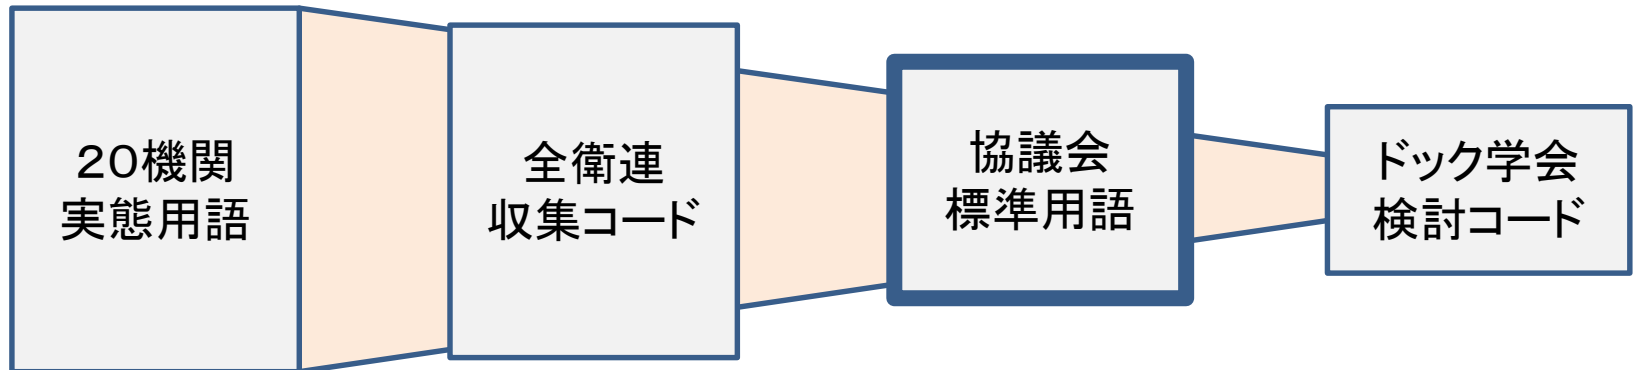 ２０機関
実態用語
全衛連
収集コード
協議会
標準用語
ドック学会
検討コード